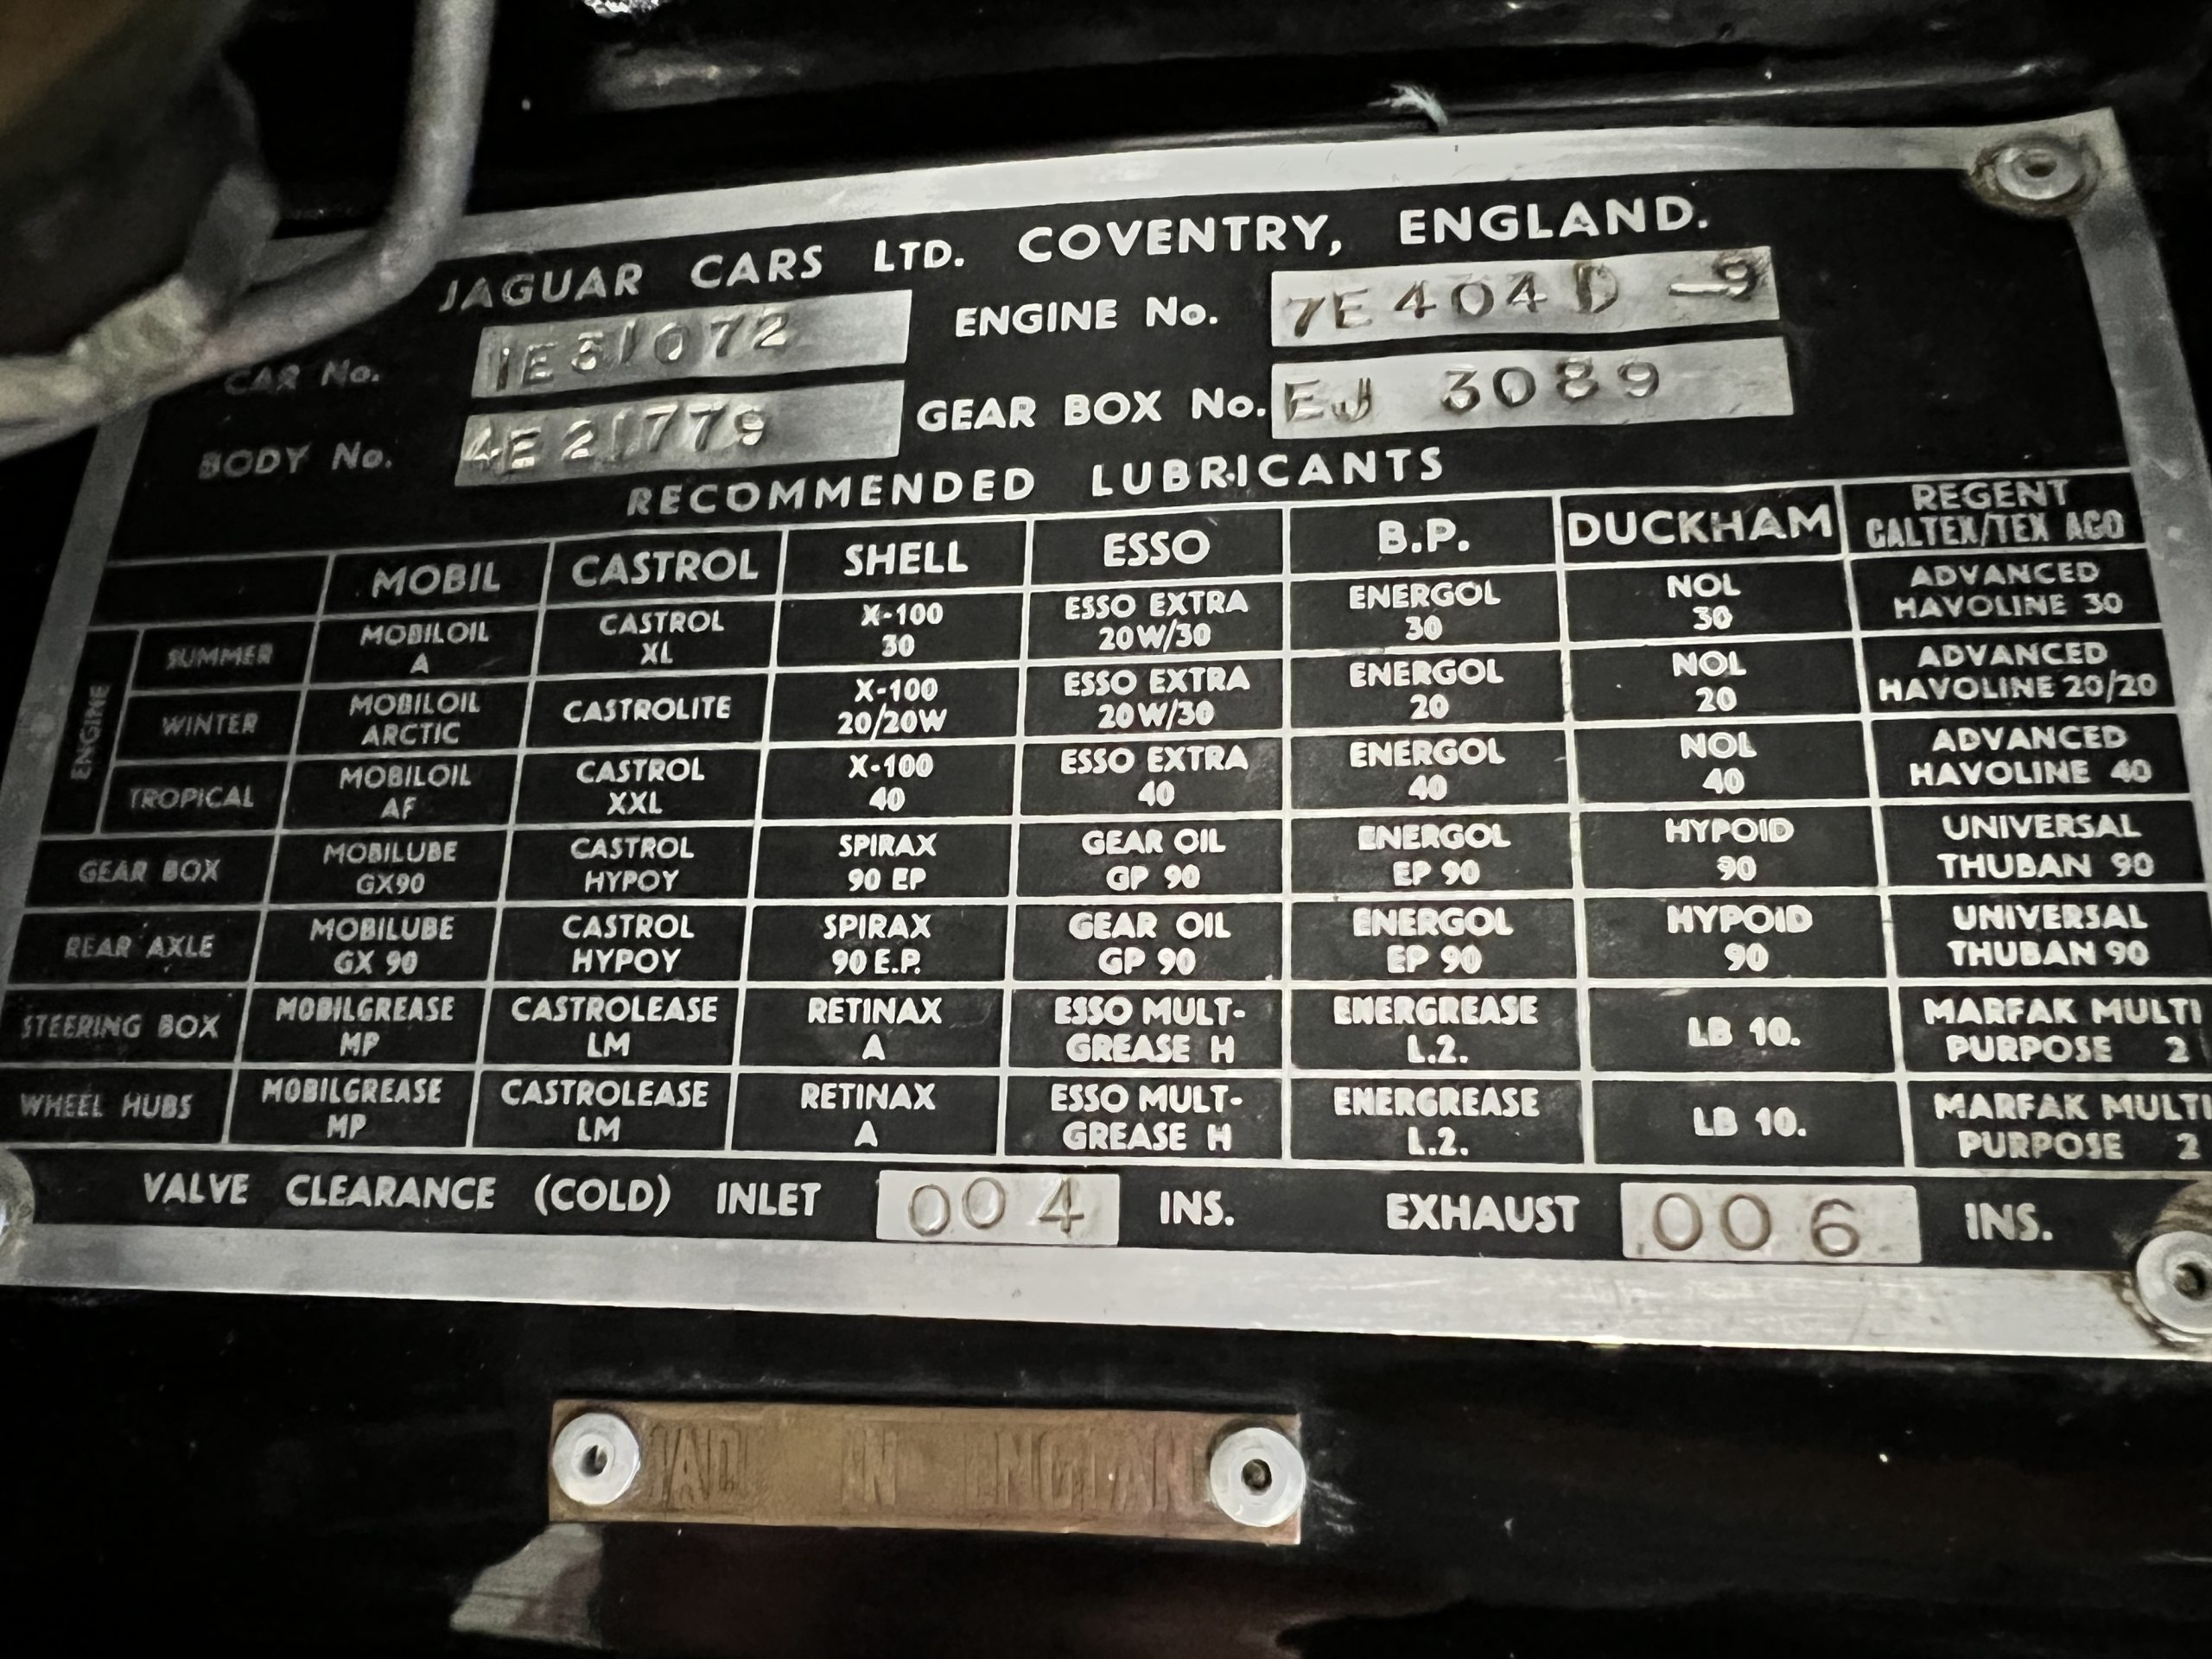 JAGUAR CARS LTD. COVENTRY, ENGLAND.
CAR No. 1E31072 ENGINE No. 7E 404D -9
BODY No. 4E21779 GEAR BOX No. EJ 3089
RECOMMENDED LUBRICANTS
MOBIL CASTROL SHELL ESSO B.P. DUCKHAM REGENT CALTEX/TEX ACO
ENGINE
SUMMER MOBILOIL A CASTROL XL X-100 30 ESSO EXTRA 20W/30 ENERGOL 30 NOL 30 ADVANCED HAVOLINE 30
WINTER MOBILOIL ARCTIC CASTROLITE X-100 20/20W ESSO EXTRA 20W/30 ENERGOL 20 NOL 20 ADVANCED HAVOLINE 20/20
TROPICAL MOBILOIL AF CASTROL XXL X-100 40 ESSO EXTRA 40 ENERGOL 40 NOL 40 ADVANCED HAVOLINE 40
GEAR BOX MOBILUBE GX90 CASTROL HYPOY SPIRAX 90 EP GEAR OIL GP 90 ENERGOL EP 90 HYPOID 90 UNIVERSAL THUBAN 90
REAR AXLE MOBILUBE GX 90 CASTROL HYPOY SPIRAX 90 E.P. GEAR OIL GP 90 ENERGOL EP 90 HYPOID 90 UNIVERSAL THUBAN 90
STEERING BOX MOBILGREASE MP CASTROLEASE LM RETINAX A ESSO MULT-GREASE H ENERGREASE L.2. LB 10. MARFAK MULTI PURPOSE 2
WHEEL HUBS MOBILGREASE MP CASTROLEASE LM RETINAX A ESSO MULT-GREASE H ENERGREASE L.2. LB 10. MARFAK MULTI PURPOSE 2
VALVE CLEARANCE (COLD) INLET 004 INS. EXHAUST 006 INS.
IN ENGLAN